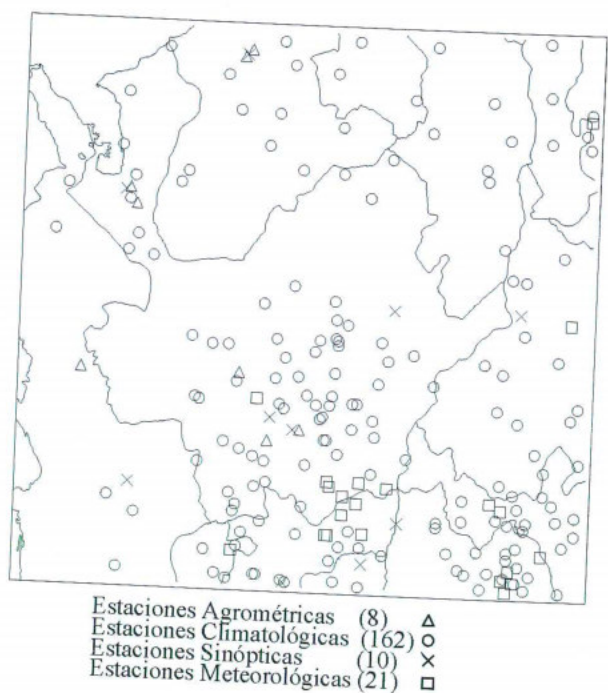 Estaciones Agrométricas (8) △
Estaciones Climatológicas (162) ○
Estaciones Sinópticas (10) ×
Estaciones Meteorológicas (21) □